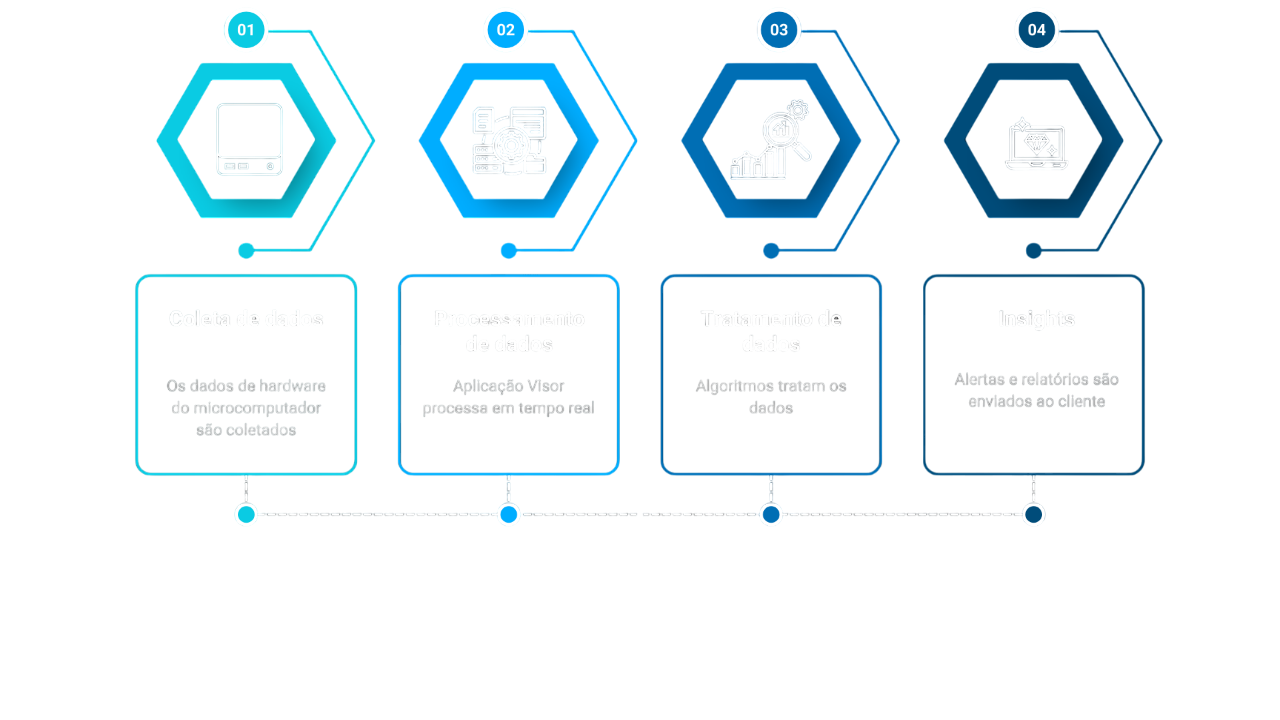 01
02
03
04
Coleta de dados
Os dados de hardware
do microcomputador
são coletados
Processamento
de dados
Aplicação Visor
processa em tempo real
Tratamento de
dados
Algoritmos tratam os
dados
Insights
Alertas e relatórios são
enviados ao cliente